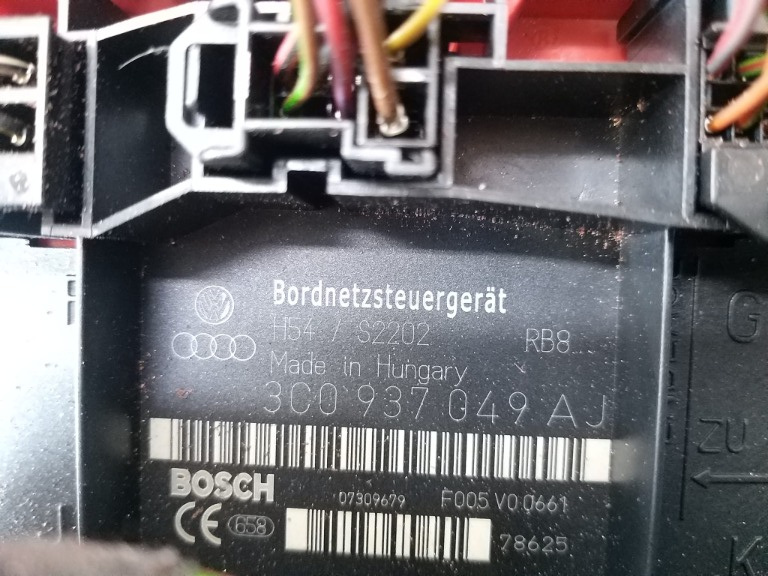 Bordnetzsteuergerät
H54 / S2202 RB8
Made in Hungary
3C0 937 049 AJ
BOSCH 07309679 F005 V0 0661
CE 658 78625
G
ZU
K